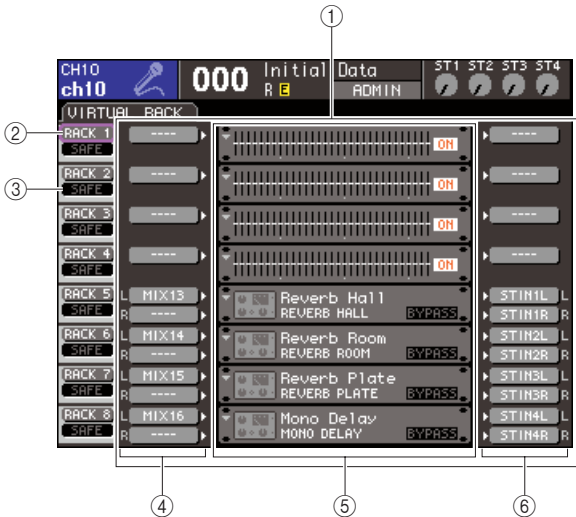 ①
CH10
ch10
000
Initial Data
R E
ADMIN
ST1 ST2 ST3 ST4
VIRTUAL RACK
②
RACK 1
SAFE
----
ON
----
③
RACK 2
SAFE
----
ON
----
RACK 3
SAFE
----
ON
----
RACK 4
SAFE
----
ON
----
RACK 5
SAFE
L MIX13
R ----
Reverb Hall
REVERB HALL
BYPASS
STIN1L L
STIN1R R
RACK 6
SAFE
L MIX14
R ----
Reverb Room
REVERB ROOM
BYPASS
STIN2L L
STIN2R R
RACK 7
SAFE
L MIX15
R ----
Reverb Plate
REVERB PLATE
BYPASS
STIN3L L
STIN3R R
RACK 8
SAFE
L MIX16
R ----
Mono Delay
MONO DELAY
BYPASS
STIN4L L
STIN4R R
④
⑤
⑥